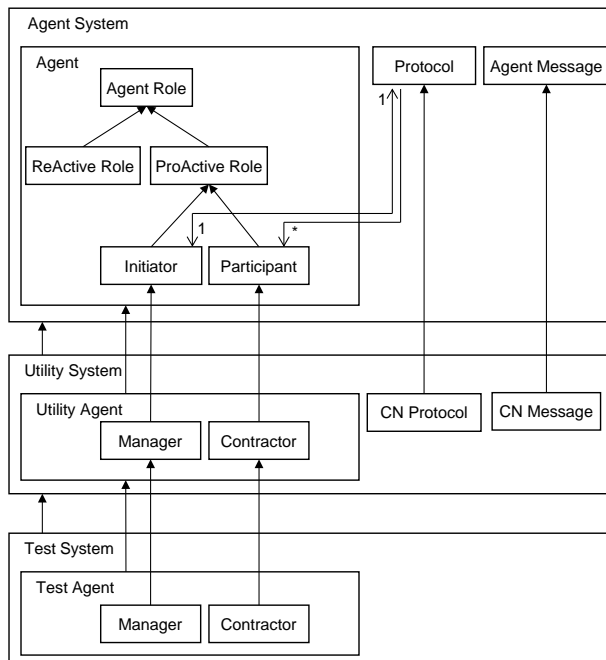 Agent System
Agent
Protocol
Agent Message
Agent Role
1
ReActive Role
ProActive Role
1
*
Initiator
Participant
Utility System
Utility Agent
CN Protocol
CN Message
Manager
Contractor
Test System
Test Agent
Manager
Contractor